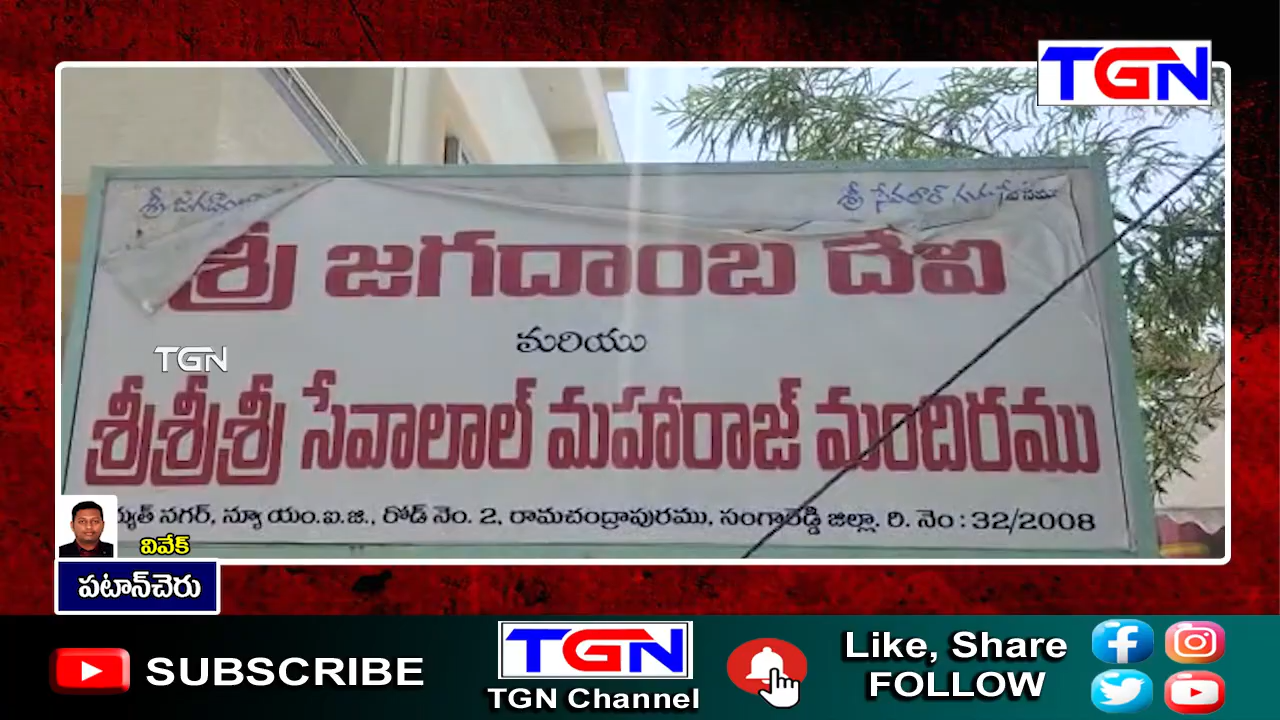 TGN
శ్రీ
శ్రీ సేవలాల్
శ్రీ జగదాంబ దేవి
మరియు
TGN
శ్రీశ్రీశ్రీ సేవాలాల్ మహారాజ్ మందిరము
నగర్, న్యూ యం.ఐ.జి., రోడ్ నెం. 2, రామచంద్రాపురము, సంగారెడ్డి జిల్లా. రి. నెం : 32/2008
వివేక్
పటాన్‌చెరు
SUBSCRIBE
TGN
TGN Channel
Like, Share
FOLLOW